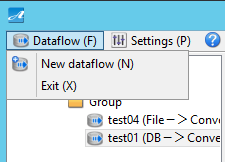 Dataflow (F) Settings (P) ?
New dataflow (N)
Exit (X)
Group
test04 (File－＞Conve
test01 (DB－＞Conve